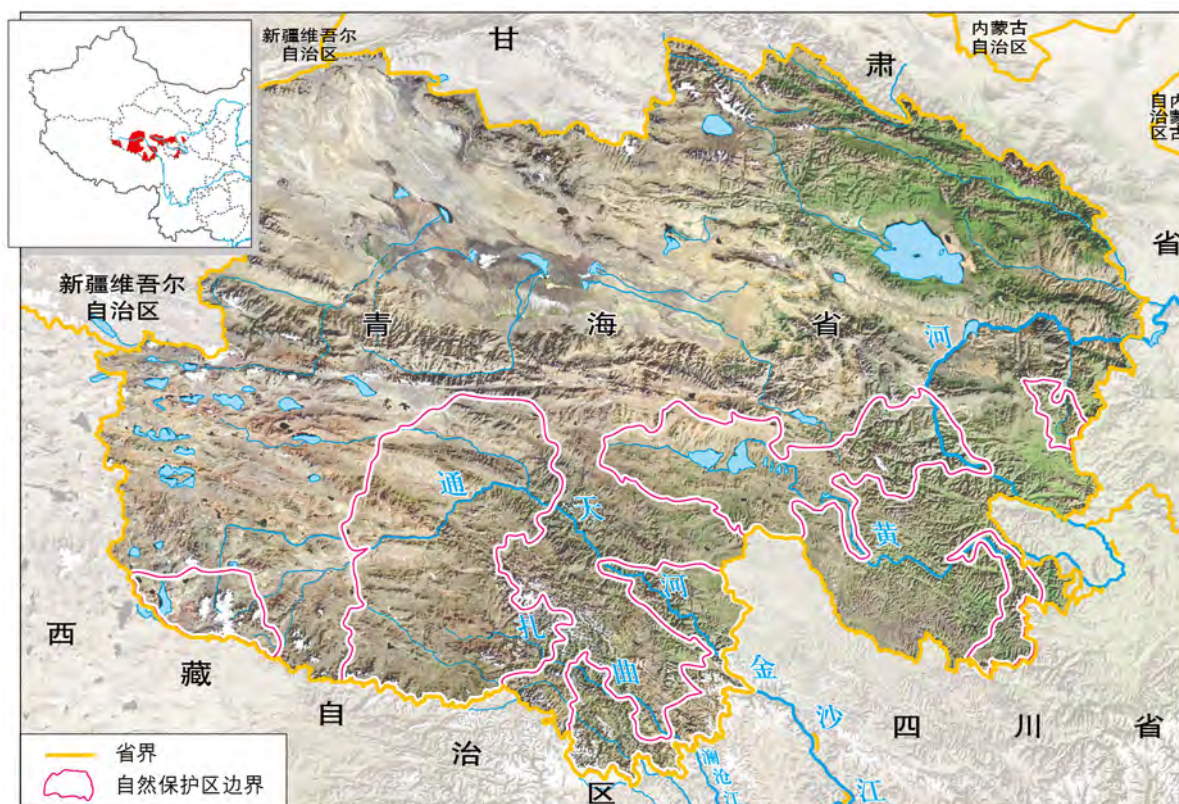 新疆维吾尔
自治区
甘
肃
内蒙古
自治区
内蒙古
自治区
省
新疆维吾尔
自治区
青
海
省
河
通
天
河
黄
扎
曲
金
沙
江
澜沧江
西
藏
自
治
区
四
川
省
省界
自然保护区边界